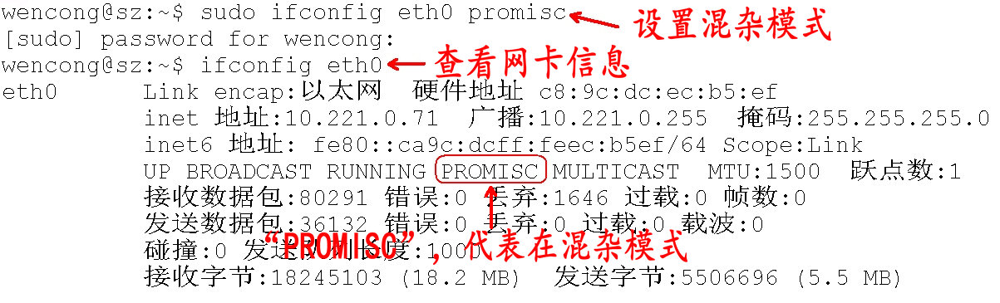 wencong@sz:~$ sudo ifconfig eth0 promisc 设置混杂模式
[sudo] password for wencong:
wencong@sz:~$ ifconfig eth0 查看网卡信息
eth0 Link encap:以太网 硬件地址 c8:9c:dc:ec:b5:ef
inet 地址:10.221.0.71 广播:10.221.0.255 掩码:255.255.255.0
inet6 地址: fe80::ca9c:dcff:feec:b5ef/64 Scope:Link
UP BROADCAST RUNNING PROMISC MULTICAST MTU:1500 跃点数:1
接收数据包:80291 错误:0 丢弃:1646 过载:0 帧数:0
发送数据包:36132 错误:0 丢弃:0 过载:0 载波:0
碰撞:0 发送队列长度:1000
“PROMISC”, 代表在混杂模式
接收字节:18245103 (18.2 MB) 发送字节:5506696 (5.5 MB)